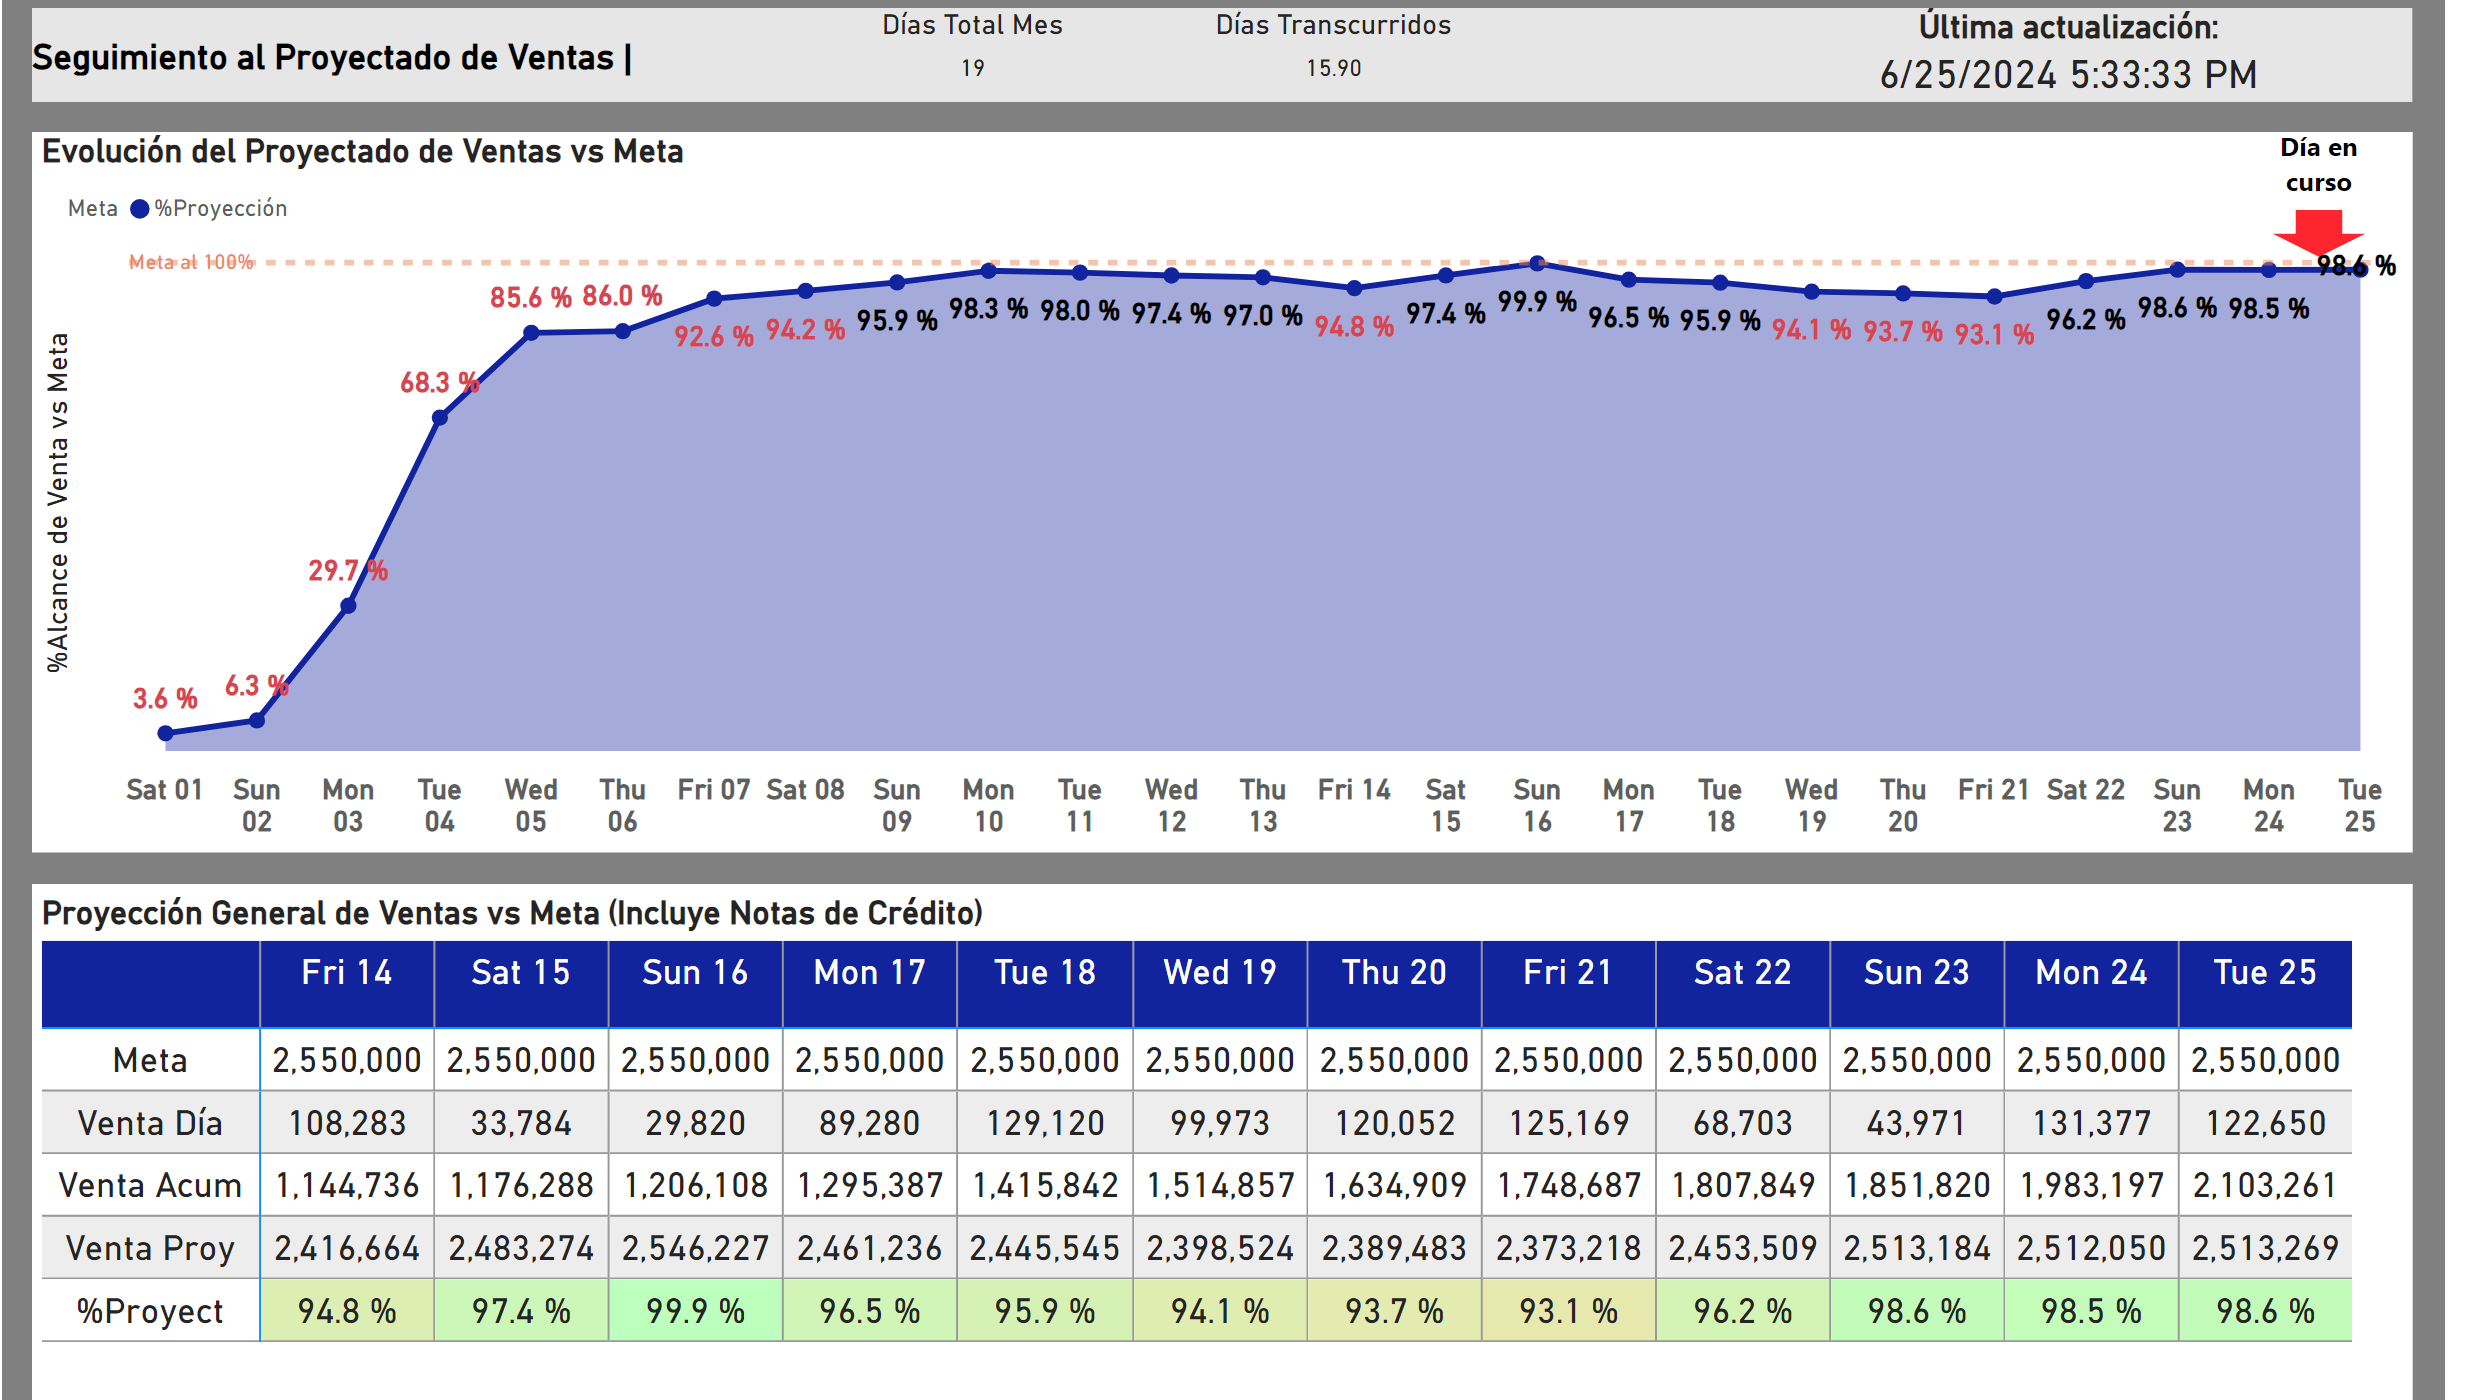 Seguimiento al Proyectado de Ventas |
Días Total Mes
19
Días Transcurridos
15.90
Última actualización:
6/25/2024 5:33:33 PM
Evolución del Proyectado de Ventas vs Meta
Día en
curso
Meta %Proyección
Meta al 100%
%Alcance de Venta vs Meta
3.6 % 6.3 % 29.7 % 68.3 % 85.6 % 86.0 % 92.6 % 94.2 % 95.9 % 98.3 % 98.0 % 97.4 % 97.0 % 94.8 % 97.4 % 99.9 % 96.5 % 95.9 % 94.1 % 93.7 % 93.1 % 96.2 % 98.6 % 98.5 % 98.6 %
Sat 01 Sun 02 Mon 03 Tue 04 Wed 05 Thu 06 Fri 07 Sat 08 Sun 09 Mon 10 Tue 11 Wed 12 Thu 13 Fri 14 Sat 15 Sun 16 Mon 17 Tue 18 Wed 19 Thu 20 Fri 21 Sat 22 Sun 23 Mon 24 Tue 25
Proyección General de Ventas vs Meta (Incluye Notas de Crédito)
Fri 14 Sat 15 Sun 16 Mon 17 Tue 18 Wed 19 Thu 20 Fri 21 Sat 22 Sun 23 Mon 24 Tue 25
Meta 2,550,000 2,550,000 2,550,000 2,550,000 2,550,000 2,550,000 2,550,000 2,550,000 2,550,000 2,550,000 2,550,000 2,550,000
Venta Día 108,283 33,784 29,820 89,280 129,120 99,973 120,052 125,169 68,703 43,971 131,377 122,650
Venta Acum 1,144,736 1,176,288 1,206,108 1,295,387 1,415,842 1,514,857 1,634,909 1,748,687 1,807,849 1,851,820 1,983,197 2,103,261
Venta Proy 2,416,664 2,483,274 2,546,227 2,461,236 2,445,545 2,398,524 2,389,483 2,373,218 2,453,509 2,513,184 2,512,050 2,513,269
%Proyect 94.8 % 97.4 % 99.9 % 96.5 % 95.9 % 94.1 % 93.7 % 93.1 % 96.2 % 98.6 % 98.5 % 98.6 %